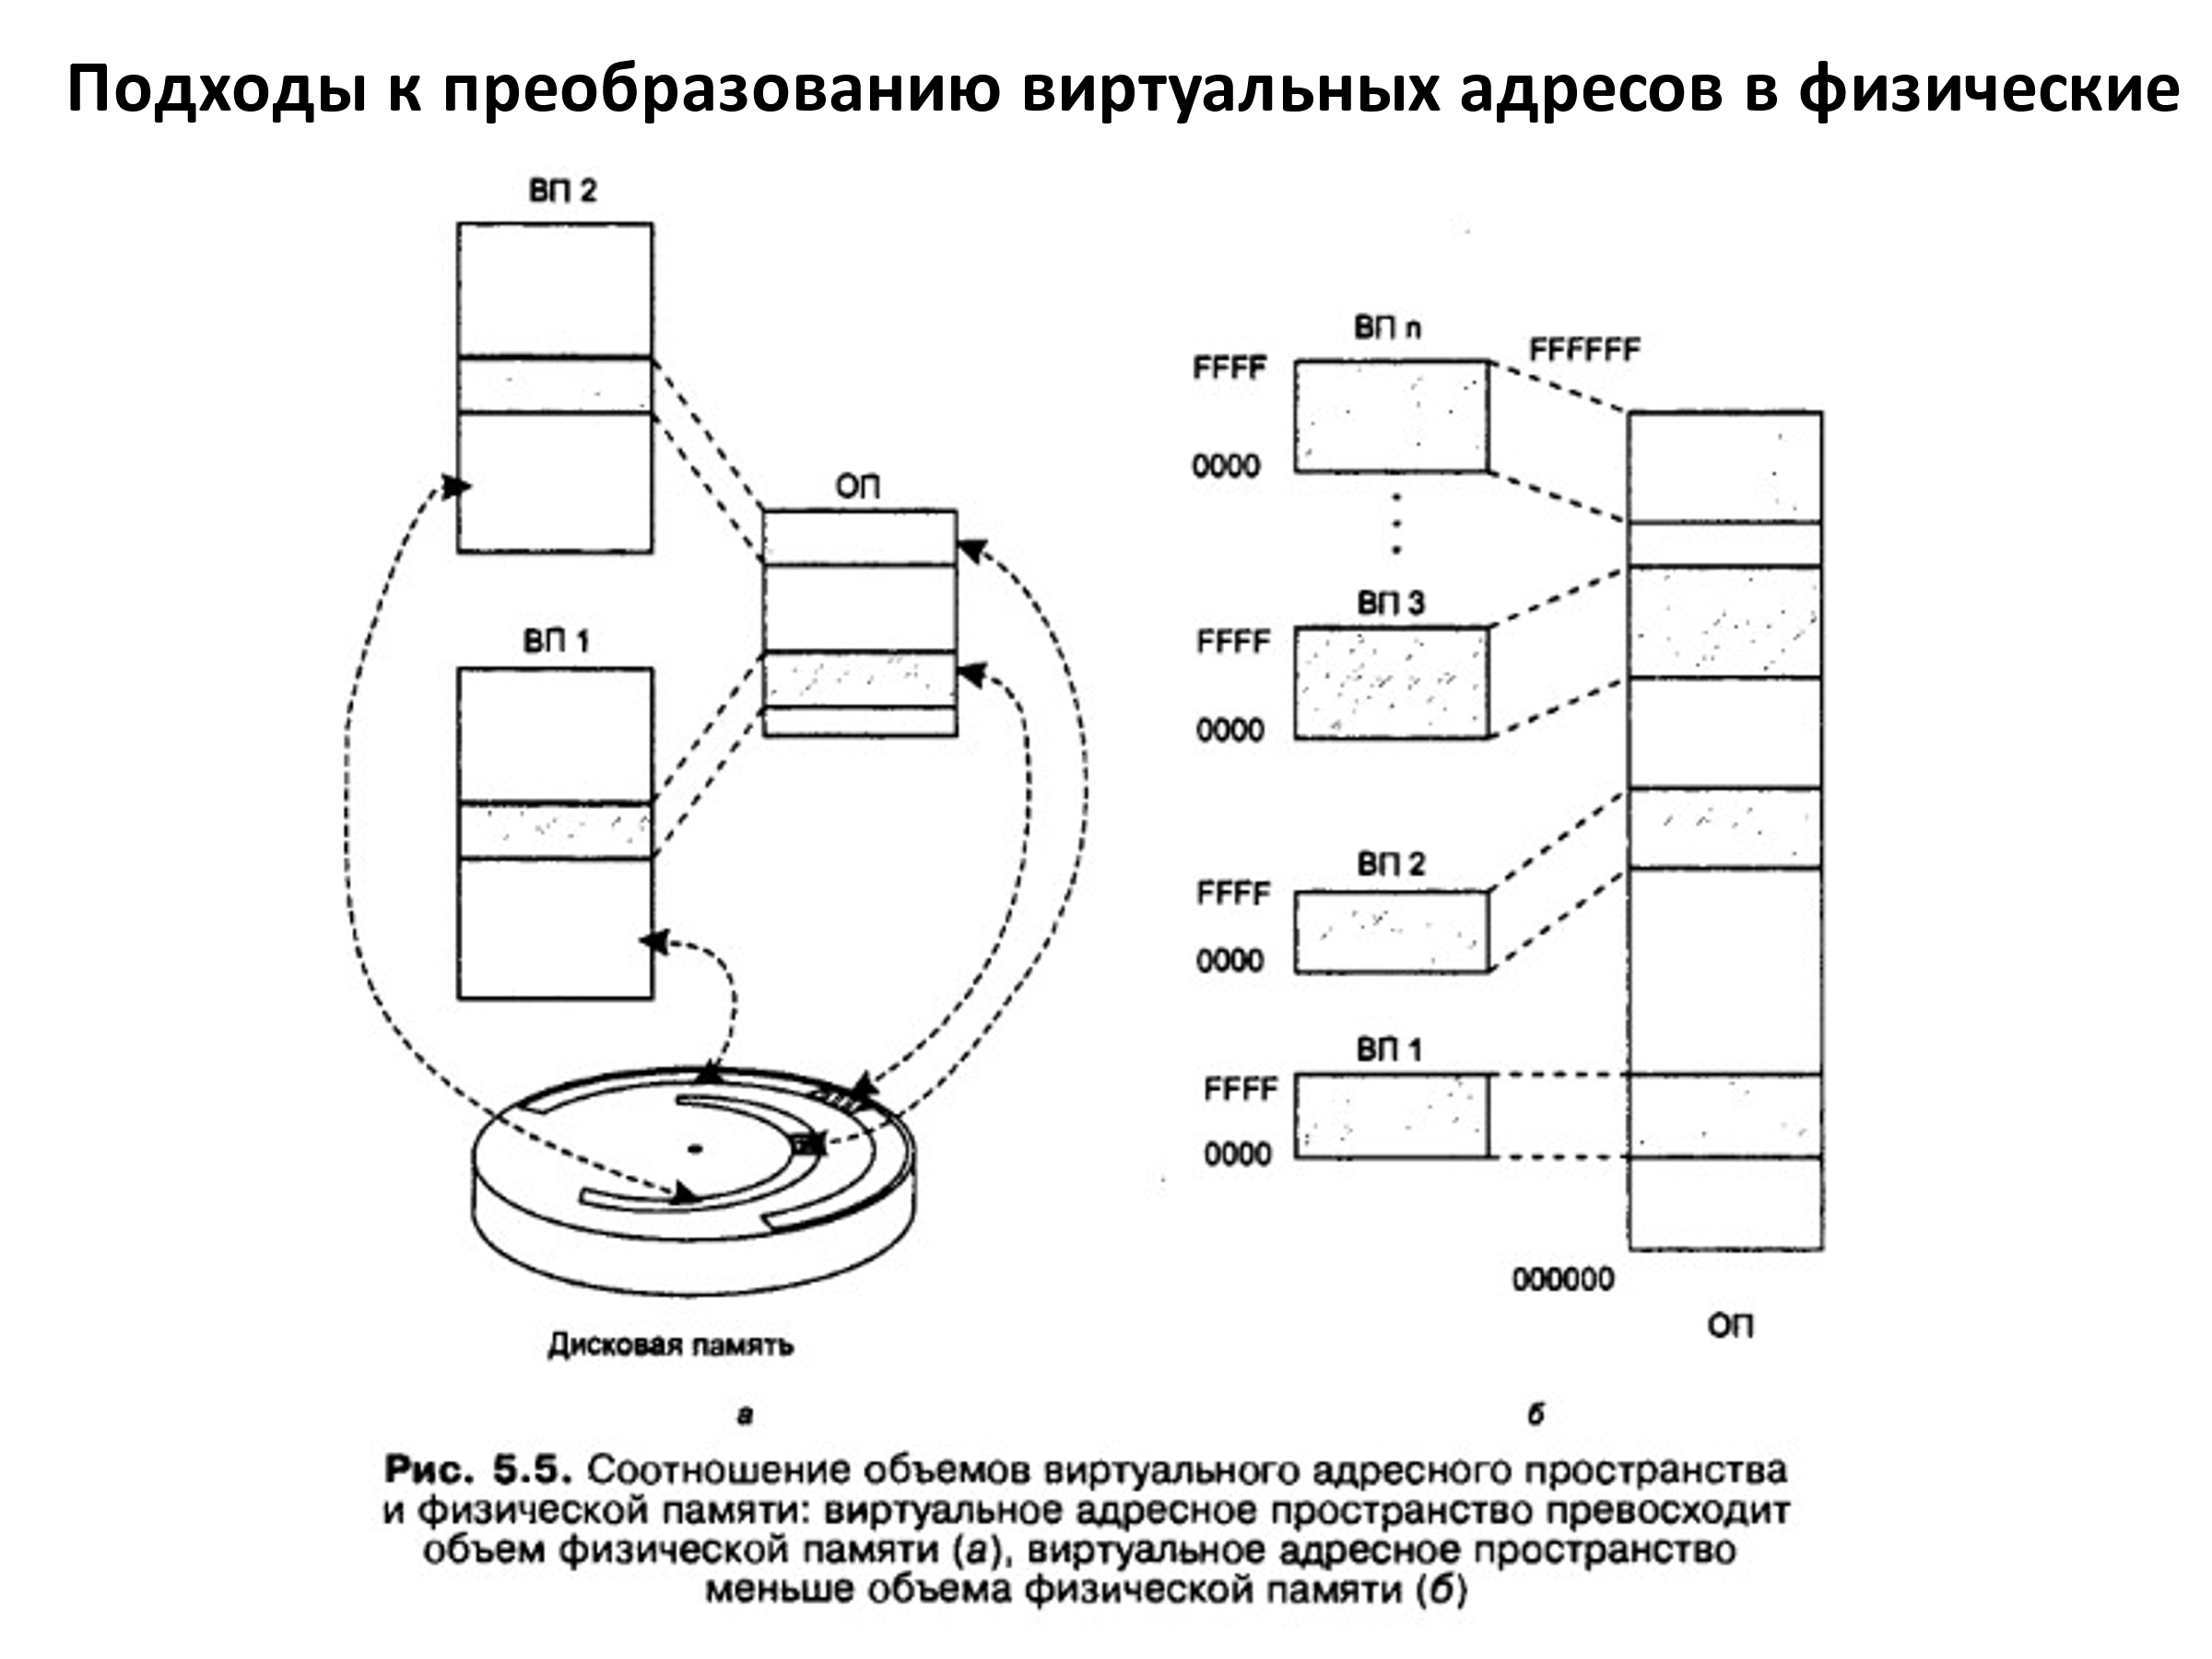 Подходы к преобразованию виртуальных адресов в физические
ВП 2
ОП
ВП 1
Дисковая память
а
ВП n
FFFFFF
FFFF
0000
ВП 3
FFFF
0000
ВП 2
FFFF
0000
ВП 1
FFFF
0000
000000
ОП
б
Рис. 5.5. Соотношение объемов виртуального адресного пространства
и физической памяти: виртуальное адресное пространство превосходит
объем физической памяти (а), виртуальное адресное пространство
меньше объема физической памяти (б)